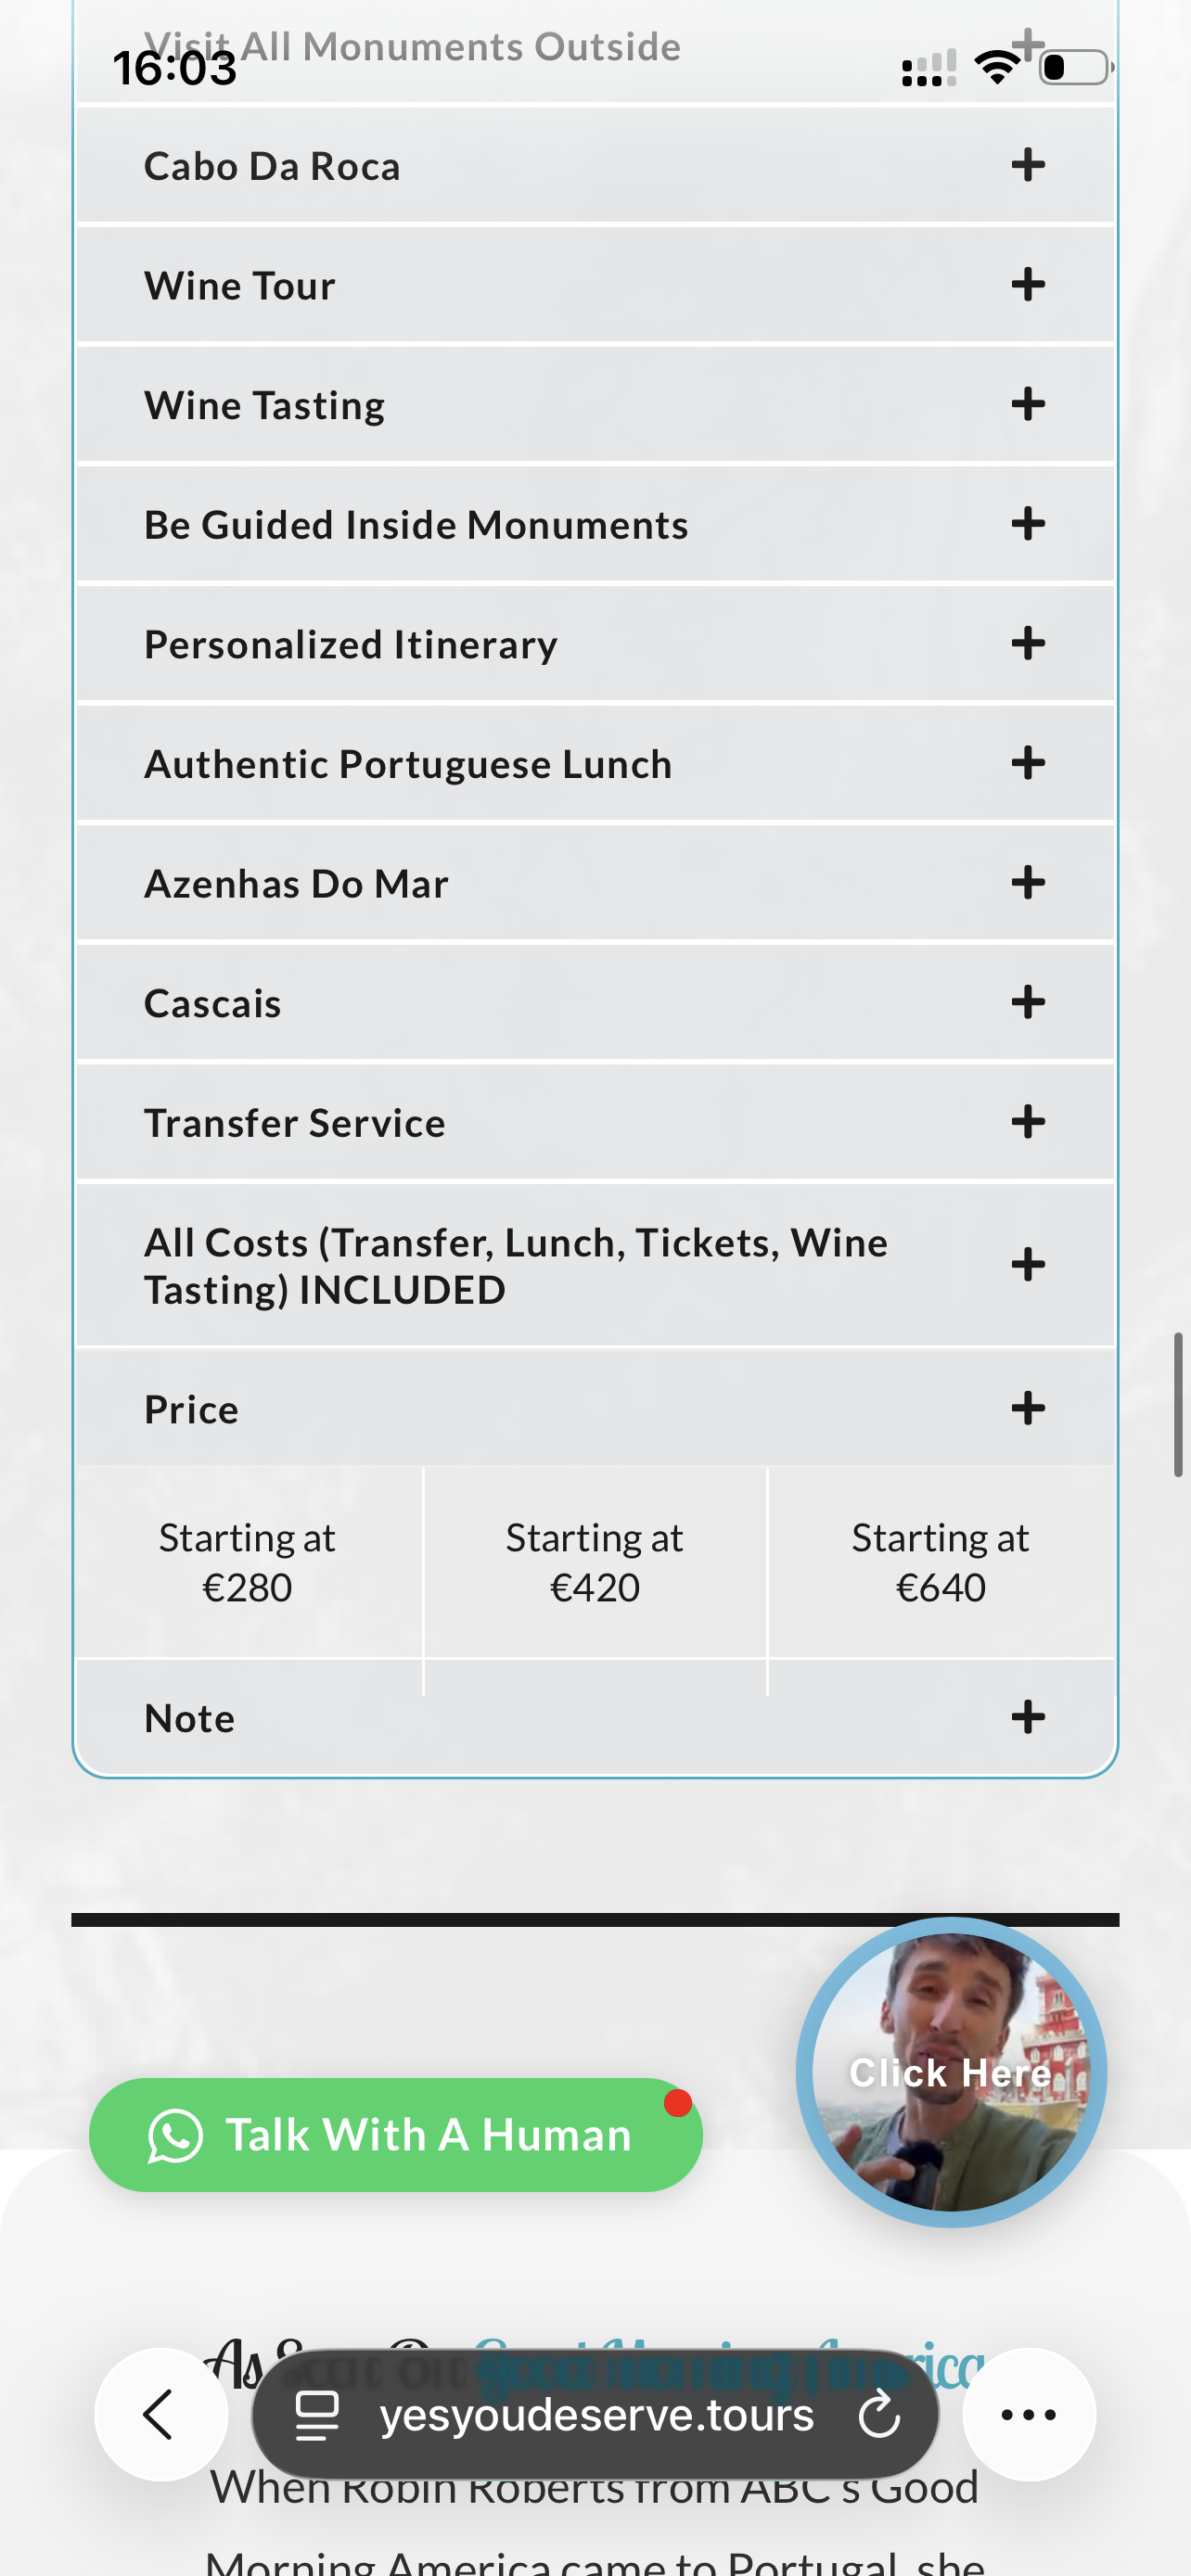 Visit All Monuments Outside
16:03
Cabo Da Roca
Wine Tour
Wine Tasting
Be Guided Inside Monuments
Personalized Itinerary
Authentic Portuguese Lunch
Azenhas Do Mar
Cascais
Transfer Service
All Costs (Transfer, Lunch, Tickets, Wine
Tasting) INCLUDED
Price
Starting at
€280
Starting at
€420
Starting at
€640
Note
Click Here
Talk With A Human
As Seen On Good Morning America
yesyoudeserve.tours
When Robin Roberts from ABC's Good
Morning America came to Portugal, she